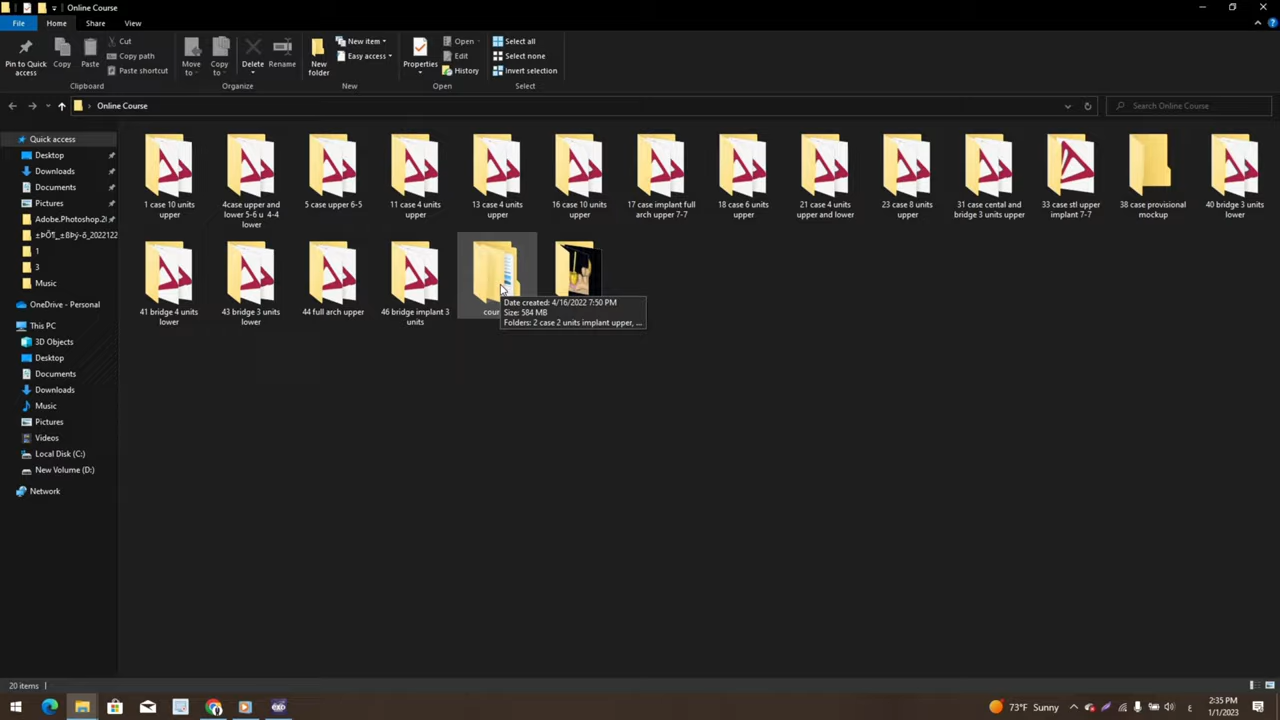 Online Course
File
Home
Share
View
Pin to Quick access
Copy
Paste
Cut
Copy path
Paste shortcut
Clipboard
Move to
Copy to
Delete
Rename
Organize
New folder
New item
Easy access
New
Properties
Open
Edit
History
Open
Select all
Select none
Invert selection
Select
Online Course
Search Online Course
Quick access
Desktop
Downloads
Documents
Pictures
Adobe.Photoshop.2(
1
3
Music
OneDrive - Personal
This PC
3D Objects
Desktop
Documents
Downloads
Music
Pictures
Videos
Local Disk (C:)
New Volume (D:)
Network
1 case 10 units
upper
4case upper and
lower 5-6 u 4-4
lower
5 case upper 6-5
11 case 4 units
upper
13 case 4 units
upper
16 case 10 units
upper
17 case implant full
arch upper 7-7
18 case 6 units
upper
21 case 4 units
upper and lower
23 case 8 units
upper
31 case cental and
bridge 3 units upper
33 case stl upper
implant 7-7
38 case provisional
mockup
40 bridge 3 units
lower
41 bridge 4 units
lower
43 bridge 3 units
lower
44 full arch upper
46 bridge implant 3
units
cour
Date created: 4/16/2022 7:50 PM
Size: 584 MB
Folders: 2 case 2 units implant upper, ...
20 items
73°F Sunny
ع
2:35 PM
1/1/2023